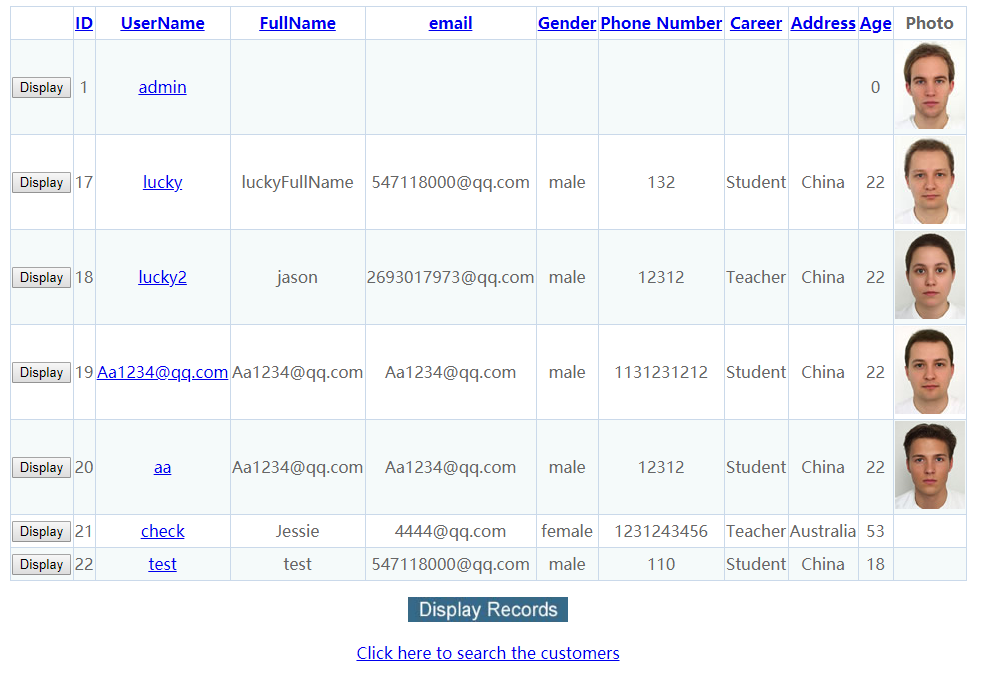 ID UserName FullName email Gender Phone Number Career Address Age Photo
Display 1 admin 0
Display 17 lucky luckyFullName 547118000@qq.com male 132 Student China 22
Display 18 lucky2 jason 2693017973@qq.com male 12312 Teacher China 22
Display 19 Aa1234@qq.com Aa1234@qq.com Aa1234@qq.com male 1131231212 Student China 22
Display 20 aa Aa1234@qq.com Aa1234@qq.com male 12312 Student China 22
Display 21 check Jessie 4444@qq.com female 1231243456 Teacher Australia 53
Display 22 test test 547118000@qq.com male 110 Student China 18
Display Records
Click here to search the customers